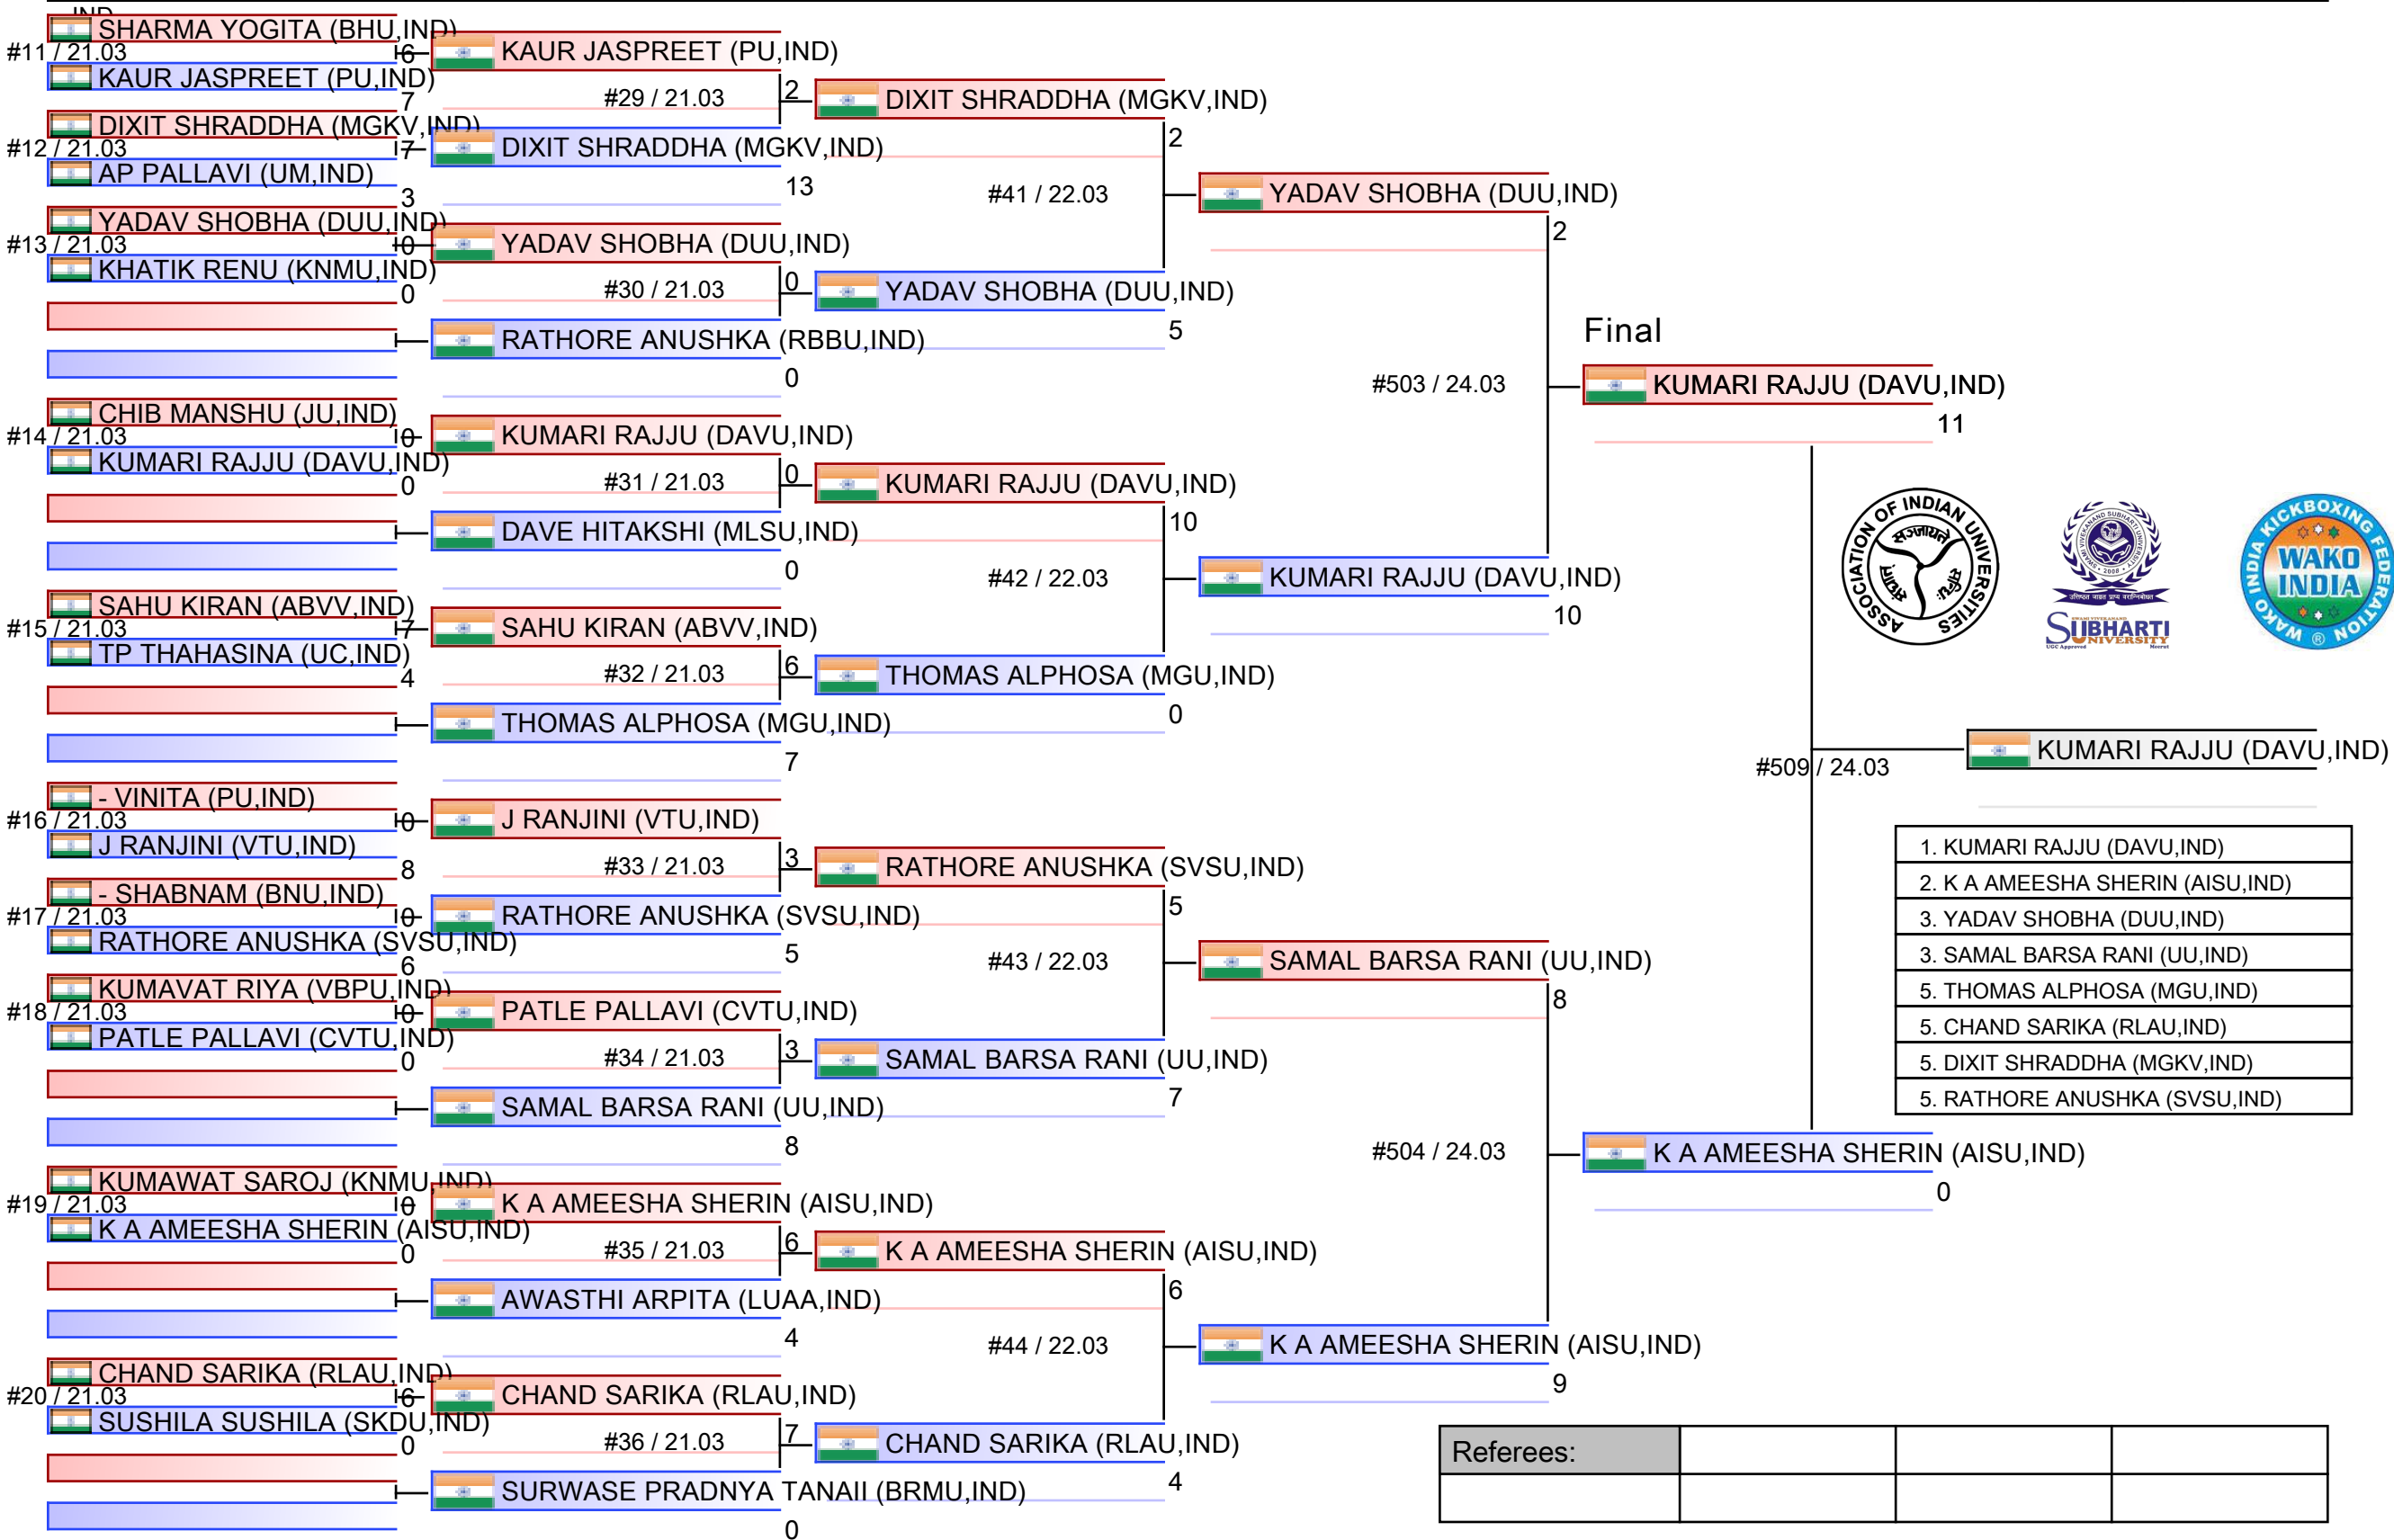 SHARMA YOGITA (BHU,IND)
#11 / 21.03
6
KAUR JASPREET (PU,IND)
7
DIXIT SHRADDHA (MGKV,IND)
#12 / 21.03
7
AP PALLAVI (UM,IND)
3
YADAV SHOBHA (DUU,IND)
#13 / 21.03
0
KHATIK RENU (KNMU,IND)
0
CHIB MANSHU (JU,IND)
#14 / 21.03
0
KUMARI RAJJU (DAVU,IND)
0
SAHU KIRAN (ABVV,IND)
#15 / 21.03
7
TP THAHASINA (UC,IND)
4
- VINITA (PU,IND)
#16 / 21.03
0
J RANJINI (VTU,IND)
8
- SHABNAM (BNU,IND)
#17 / 21.03
0
RATHORE ANUSHKA (SVSU,IND)
6
KUMAVAT RIYA (VBPU,IND)
#18 / 21.03
0
PATLE PALLAVI (CVTU,IND)
0
KUMAWAT SAROJ (KNMU,IND)
#19 / 21.03
0
K A AMEESHA SHERIN (AISU,IND)
0
CHAND SARIKA (RLAU,IND)
#20 / 21.03
6
SUSHILA SUSHILA (SKDU,IND)
0
KAUR JASPREET (PU,IND)
#29 / 21.03
2
DIXIT SHRADDHA (MGKV,IND)
13
YADAV SHOBHA (DUU,IND)
#30 / 21.03
0
RATHORE ANUSHKA (RBBU,IND)
0
KUMARI RAJJU (DAVU,IND)
#31 / 21.03
0
DAVE HITAKSHI (MLSU,IND)
0
SAHU KIRAN (ABVV,IND)
#32 / 21.03
6
THOMAS ALPHOSA (MGU,IND)
7
J RANJINI (VTU,IND)
#33 / 21.03
3
RATHORE ANUSHKA (SVSU,IND)
5
PATLE PALLAVI (CVTU,IND)
#34 / 21.03
3
SAMAL BARSA RANI (UU,IND)
8
K A AMEESHA SHERIN (AISU,IND)
#35 / 21.03
6
AWASTHI ARPITA (LUAA,IND)
4
CHAND SARIKA (RLAU,IND)
#36 / 21.03
7
SURWASE PRADNYA TANAII (BRMU,IND)
0
DIXIT SHRADDHA (MGKV,IND)
2
#41 / 22.03
YADAV SHOBHA (DUU,IND)
5
KUMARI RAJJU (DAVU,IND)
10
#42 / 22.03
THOMAS ALPHOSA (MGU,IND)
0
RATHORE ANUSHKA (SVSU,IND)
5
#43 / 22.03
SAMAL BARSA RANI (UU,IND)
7
K A AMEESHA SHERIN (AISU,IND)
6
#44 / 22.03
CHAND SARIKA (RLAU,IND)
4
YADAV SHOBHA (DUU,IND)
2
#503 / 24.03
KUMARI RAJJU (DAVU,IND)
10
SAMAL BARSA RANI (UU,IND)
8
#504 / 24.03
K A AMEESHA SHERIN (AISU,IND)
9
Final
KUMARI RAJJU (DAVU,IND)
11
#509 / 24.03
K A AMEESHA SHERIN (AISU,IND)
0
ASSOCIATION OF INDIAN UNIVERSITIES
SWAMI VIVEKANAND SUBHARTI UNIVERSITY
2008
SWAMI VIVEKANAND
SUBHARTI
UNIVERSITY
UGC Approved Meerut
WAKO INDIA KICKBOXING FEDERATION
WAKO
INDIA
®
KUMARI RAJJU (DAVU,IND)
1. KUMARI RAJJU (DAVU,IND)
2. K A AMEESHA SHERIN (AISU,IND)
3. YADAV SHOBHA (DUU,IND)
3. SAMAL BARSA RANI (UU,IND)
5. THOMAS ALPHOSA (MGU,IND)
5. CHAND SARIKA (RLAU,IND)
5. DIXIT SHRADDHA (MGKV,IND)
5. RATHORE ANUSHKA (SVSU,IND)
Referees: